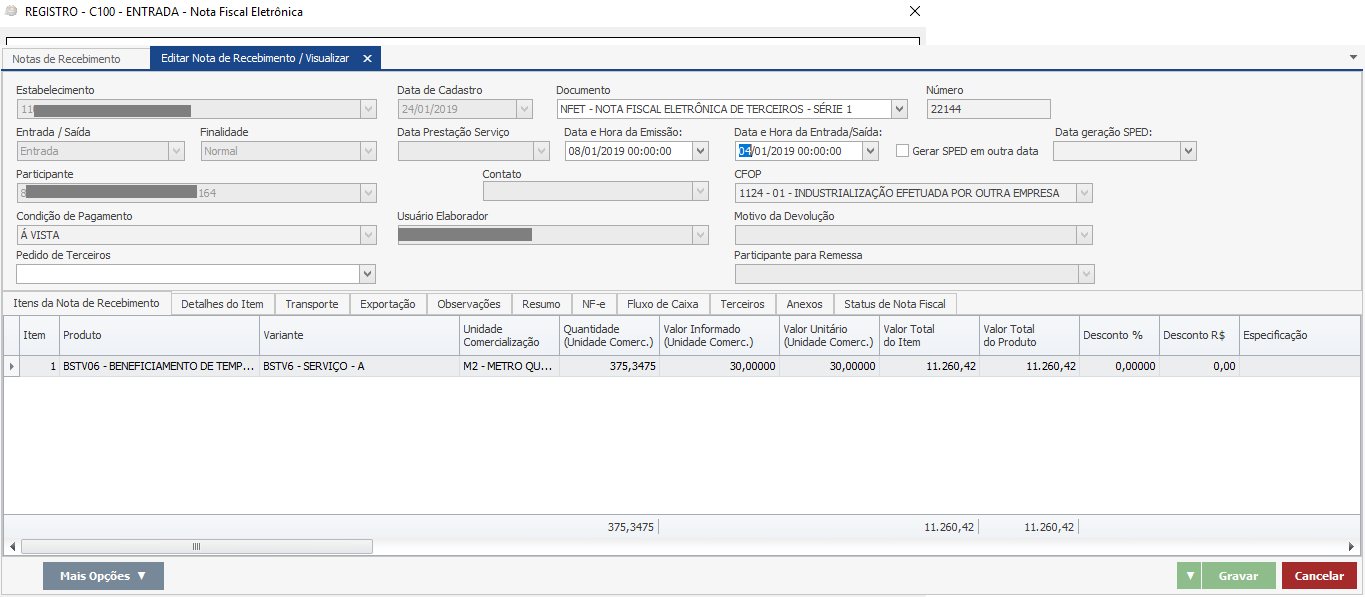 REGISTRO - C100 - ENTRADA - Nota Fiscal Eletrônica
Notas de Recebimento
Editar Nota de Recebimento / Visualizar
Estabelecimento
Data de Cadastro
Documento
Número
24/01/2019
NFET - NOTA FISCAL ELETRÔNICA DE TERCEIROS - SÉRIE 1
22144
Entrada / Saída
Finalidade
Data Prestação Serviço
Data e Hora da Emissão:
Data e Hora da Entrada/Saída:
Data geração SPED:
Entrada
Normal
08/01/2019 00:00:00
04/01/2019 00:00:00
Gerar SPED em outra data
Participante
Contato
CFOP
8 164
1124 - 01 - INDUSTRIALIZAÇÃO EFETUADA POR OUTRA EMPRESA
Condição de Pagamento
Usuário Elaborador
Motivo da Devolução
Á VISTA
Pedido de Terceiros
Participante para Remessa
Itens da Nota de Recebimento
Detalhes do Item
Transporte
Exportação
Observações
Resumo
NF-e
Fluxo de Caixa
Terceiros
Anexos
Status de Nota Fiscal
Item
Produto
Variante
Unidade
Comercialização
Quantidade
(Unidade Comerc.)
Valor Informado
(Unidade Comerc.)
Valor Unitário
(Unidade Comerc.)
Valor Total
do Item
Valor Total
do Produto
Desconto %
Desconto R$
Especificação
1 BSTV06 - BENEFICIAMENTO DE TEMP... BSTV6 - SERVIÇO - A M2 - METRO QU... 375,3475 30,00000 30,00000 11.260,42 11.260,42 0,00000 0,00
375,3475 11.260,42 11.260,42
Mais Opções
Gravar
Cancelar